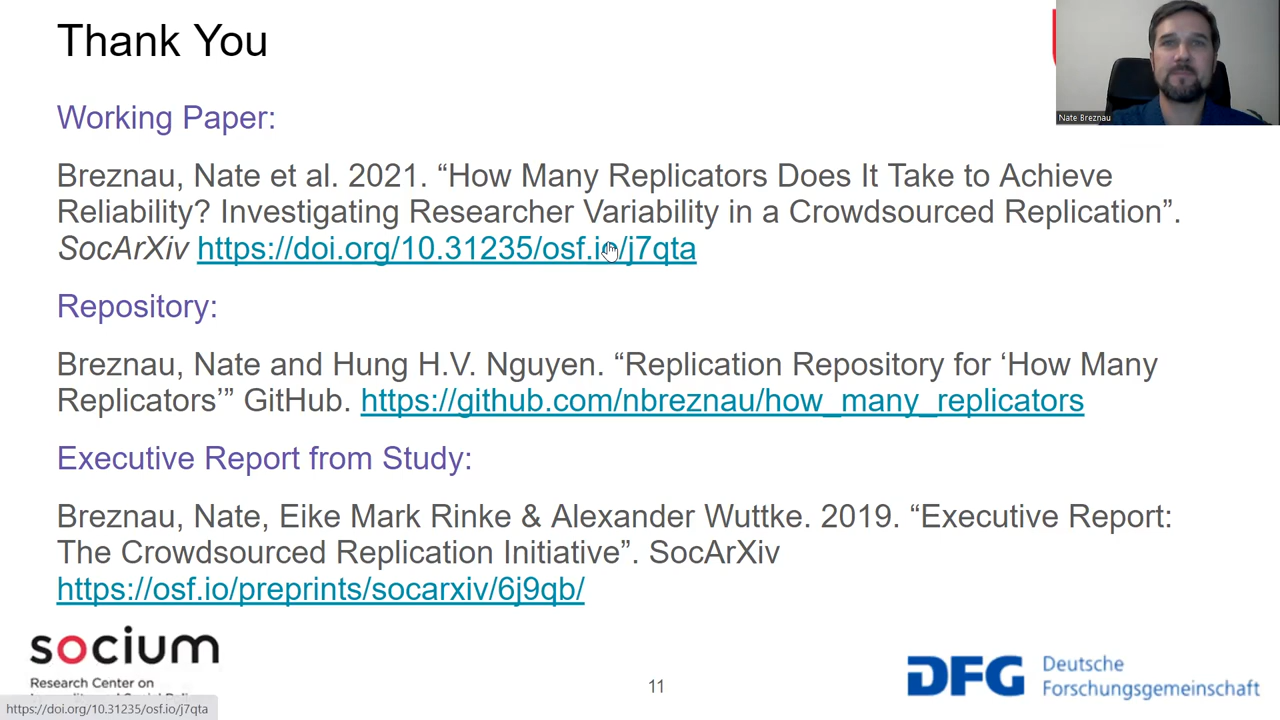 Thank You
Nate Breznau
Working Paper:
Breznau, Nate et al. 2021. “How Many Replicators Does It Take to Achieve
Reliability? Investigating Researcher Variability in a Crowdsourced Replication”.
SocArXiv https://doi.org/10.31235/osf.io/j7qta
Repository:
Breznau, Nate and Hung H.V. Nguyen. “Replication Repository for ‘How Many
Replicators’” GitHub. https://github.com/nbreznau/how_many_replicators
Executive Report from Study:
Breznau, Nate, Eike Mark Rinke & Alexander Wuttke. 2019. “Executive Report:
The Crowdsourced Replication Initiative”. SocArXiv
https://osf.io/preprints/socarxiv/6j9qb/
socium
Research Center on
11
DFG Deutsche
Forschungsgemeinschaft
https://doi.org/10.31235/osf.io/j7qta